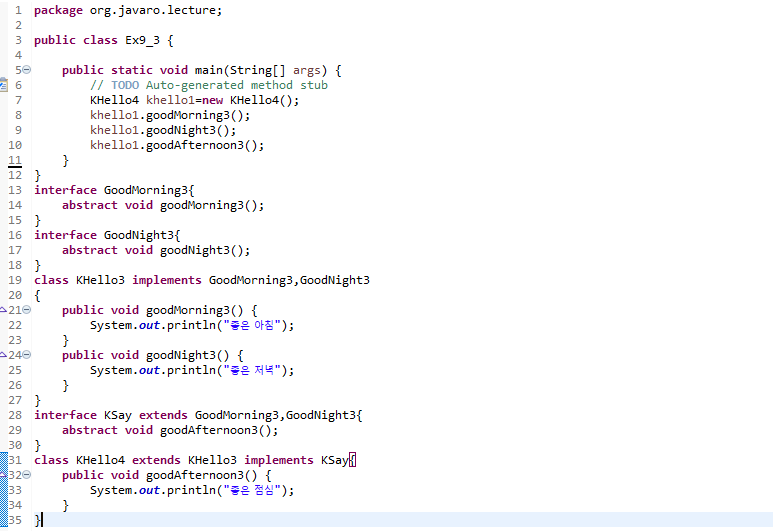 1 package org.javaro.lecture;
2
3 public class Ex9_3 {
4
5     public static void main(String[] args) {
6         // TODO Auto-generated method stub
7         KHello4 khello1=new KHello4();
8         khello1.goodMorning3();
9         khello1.goodNight3();
10         khello1.goodAfternoon3();
11     }
12 }
13 interface GoodMorning3{
14     abstract void goodMorning3();
15 }
16 interface GoodNight3{
17     abstract void goodNight3();
18 }
19 class KHello3 implements GoodMorning3,GoodNight3
20 {
21     public void goodMorning3() {
22         System.out.println("좋은 아침");
23     }
24     public void goodNight3() {
25         System.out.println("좋은 저녁");
26     }
27 }
28 interface KSay extends GoodMorning3,GoodNight3{
29     abstract void goodAfternoon3();
30 }
31 class KHello4 extends KHello3 implements KSay{
32     public void goodAfternoon3() {
33         System.out.println("좋은 점심");
34     }
35 }